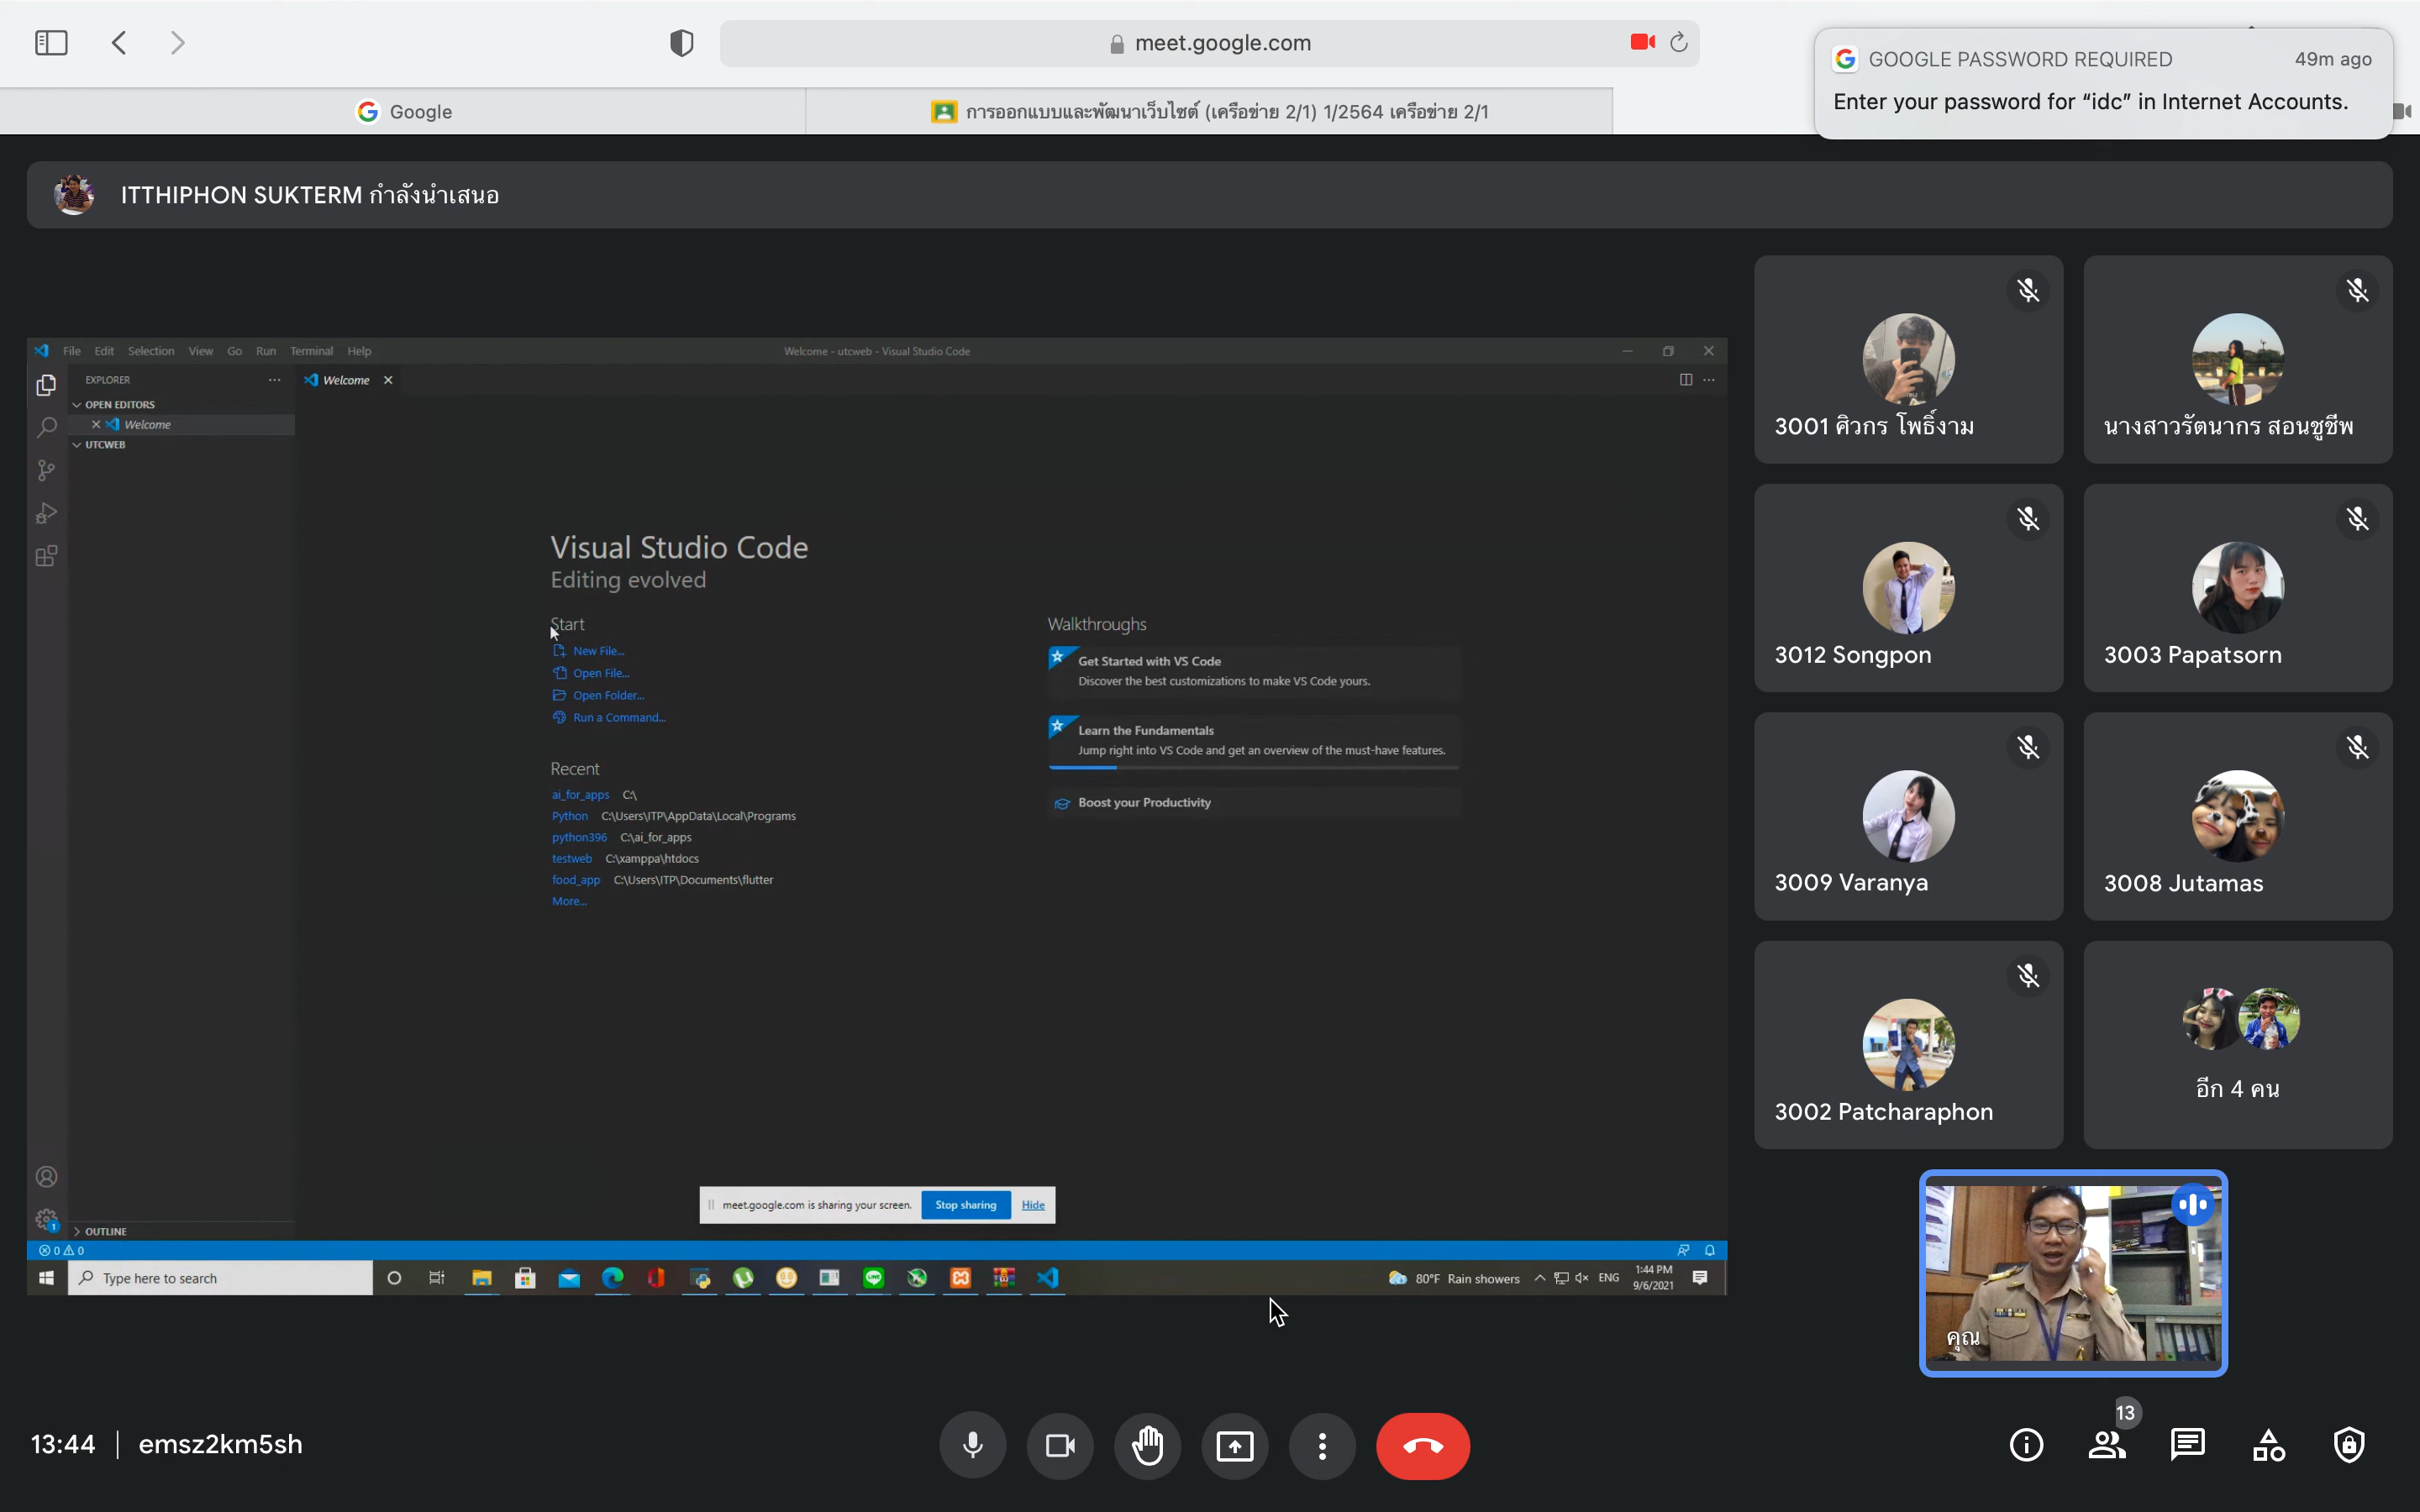 meet.google.com
GOOGLE PASSWORD REQUIRED 49m ago
Enter your password for “idc” in Internet Accounts.
Google
การออกแบบและพัฒนาเว็บไซต์ (เครือข่าย 2/1) 1/2564 เครือข่าย 2/1
ITTHIPHON SUKTERM กำลังนำเสนอ
File Edit Selection View Go Run Terminal Help
Welcome - utcweb - Visual Studio Code
EXPLORER
Welcome
OPEN EDITORS
Welcome
UTCWEB
Visual Studio Code
Editing evolved
Start
New File...
Open File...
Open Folder...
Run a Command...
Recent
ai_for_apps C:\
Python C:\Users\ITP\AppData\Local\Programs
python396 C:\ai_for_apps
testweb C:\xamppa\htdocs
food_app C:\Users\ITP\Documents\flutter
More...
Walkthroughs
Get Started with VS Code
Discover the best customizations to make VS Code yours.
Learn the Fundamentals
Jump right into VS Code and get an overview of the must-have features.
Boost your Productivity
meet.google.com is sharing your screen. Stop sharing Hide
OUTLINE
1
0 0
Type here to search
LINE
80°F Rain showers ENG
1:44 PM
9/6/2021
3001 ศิวกร โพธิ์งาม
นางสาวรัตนากร สอนชูชีพ
3012 Songpon
3003 Papatsorn
3009 Varanya
3008 Jutamas
3002 Patcharaphon
อีก 4 คน
คุณ
13:44 | emsz2km5sh
13